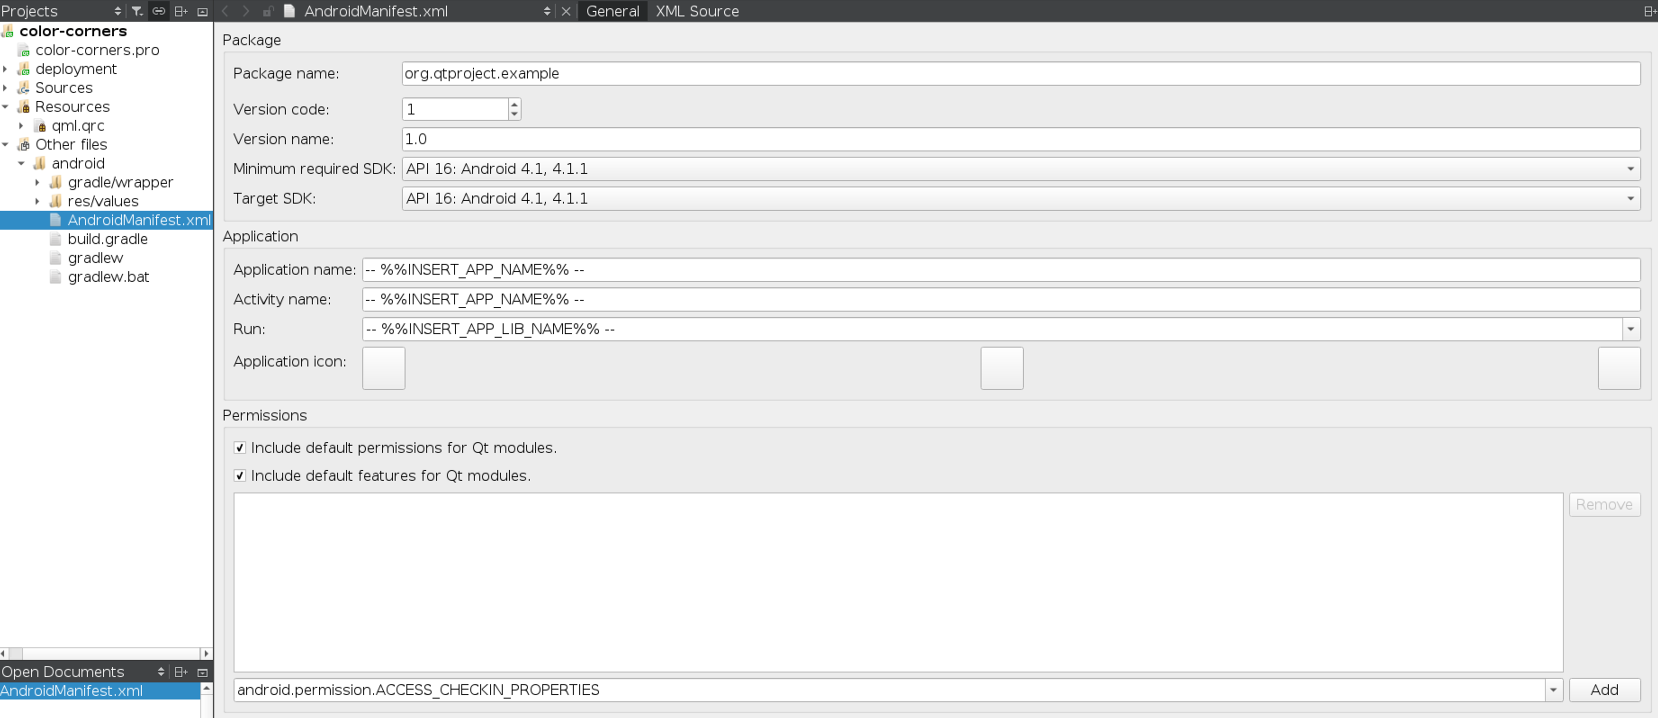 Projects
color-corners
color-corners.pro
deployment
Sources
Resources
qml.qrc
Other files
android
gradle/wrapper
res/values
AndroidManifest.xml
build.gradle
gradlew
gradlew.bat
Open Documents
AndroidManifest.xml
AndroidManifest.xml General XML Source
Package
Package name: org.qtproject.example
Version code: 1
Version name: 1.0
Minimum required SDK: API 16: Android 4.1, 4.1.1
Target SDK: API 16: Android 4.1, 4.1.1
Application
Application name: -- %%INSERT_APP_NAME%% --
Activity name: -- %%INSERT_APP_NAME%% --
Run: -- %%INSERT_APP_LIB_NAME%% --
Application icon:
Permissions
Include default permissions for Qt modules.
Include default features for Qt modules.
Remove
android.permission.ACCESS_CHECKIN_PROPERTIES Add